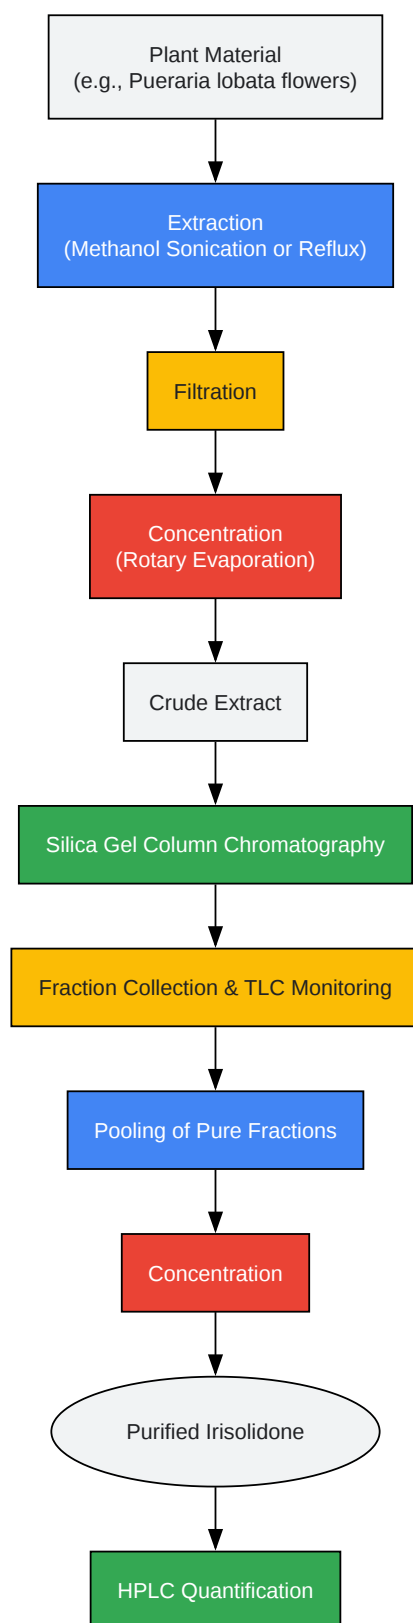 Plant Material
(e.g., Pueraria lobata flowers)
Extraction
(Methanol Sonication or Reflux)
Filtration
Concentration
(Rotary Evaporation)
Crude Extract
Silica Gel Column Chromatography
Fraction Collection & TLC Monitoring
Pooling of Pure Fractions
Concentration
Purified Irisolidone
HPLC Quantification